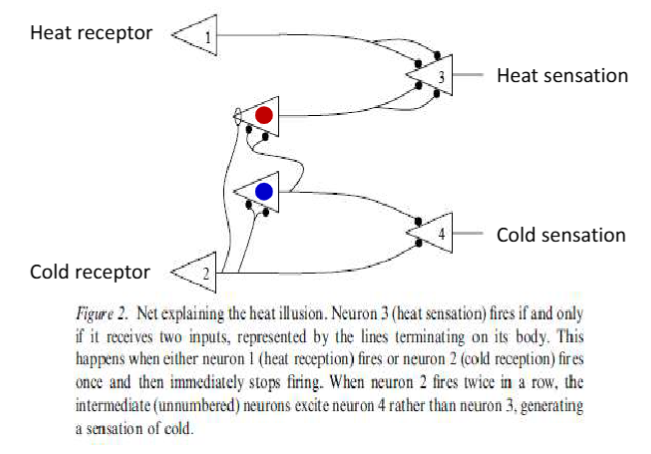 Heat receptor
1
3
Heat sensation
4
Cold sensation
Cold receptor
2
Figure 2. Net explaining the heat illusion. Neuron 3 (heat sensation) fires if and only
if it receives two inputs, represented by the lines terminating on its body. This
happens when either neuron 1 (heat reception) fires or neuron 2 (cold reception) fires
once and then immediately stops firing. When neuron 2 fires twice in a row, the
intermediate (unnumbered) neurons excite neuron 4 rather than neuron 3, generating
a sensation of cold.